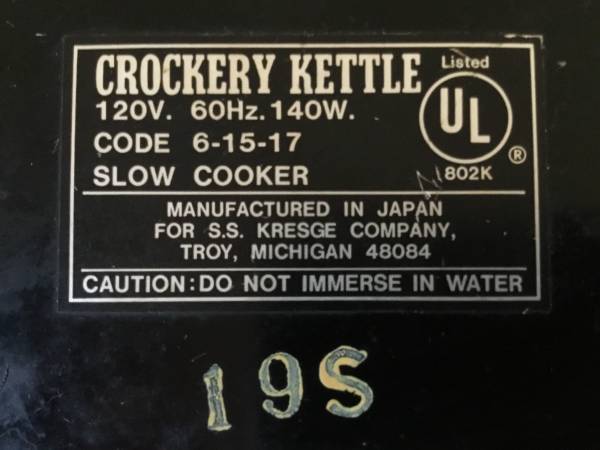 CROCKERY KETTLE
120V. 60Hz. 140W.
CODE 6-15-17
SLOW COOKER
Listed
UL
®
802K
MANUFACTURED IN JAPAN
FOR S.S. KRESGE COMPANY,
TROY, MICHIGAN 48084
CAUTION: DO NOT IMMERSE IN WATER
19S